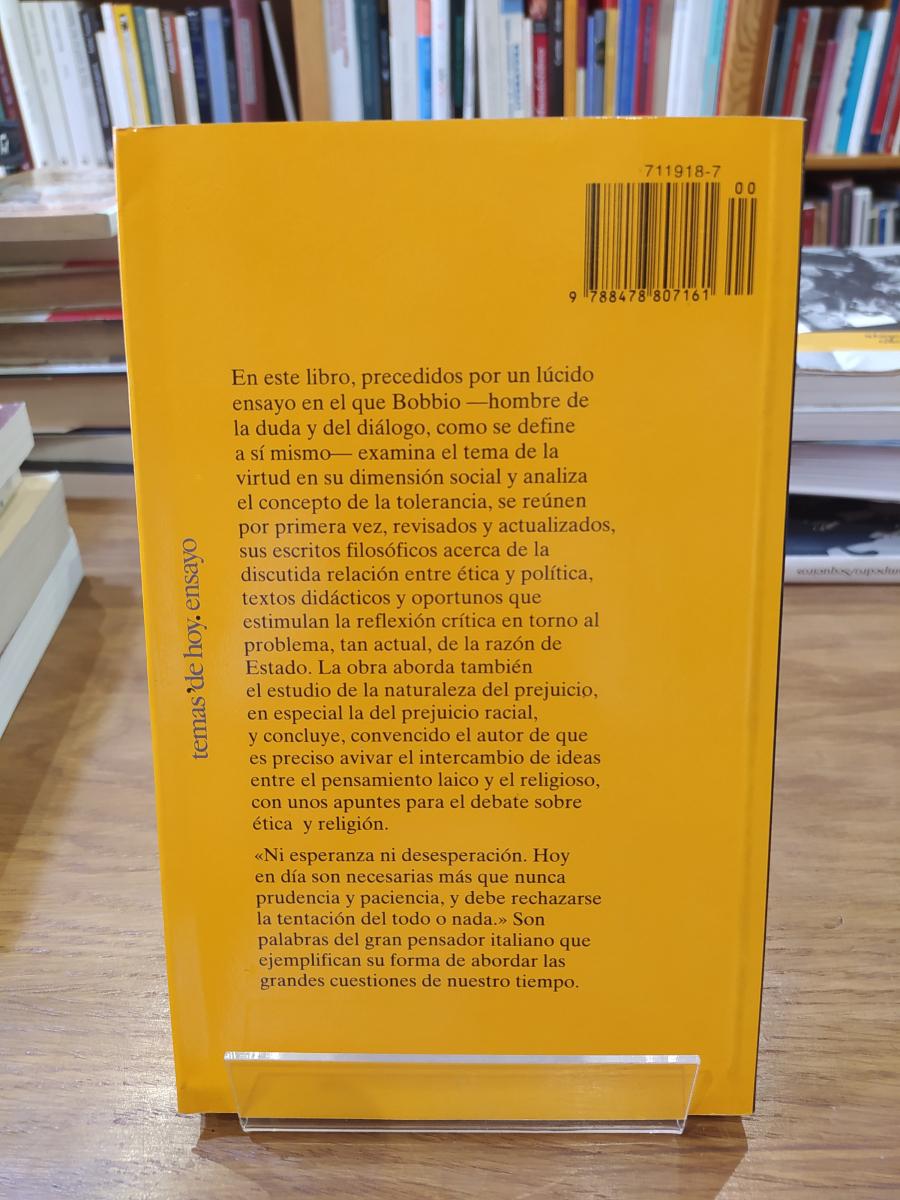 711918-7
00
9 788478 807161
En este libro, precedidos por un lúcido
ensayo en el que Bobbio —hombre de
la duda y del diálogo, como se define
a sí mismo— examina el tema de la
virtud en su dimensión social y analiza
el concepto de la tolerancia, se reúnen
por primera vez, revisados y actualizados,
sus escritos filosóficos acerca de la
discutida relación entre ética y política,
textos didácticos y oportunos que
estimulan la reflexión crítica en torno al
problema, tan actual, de la razón de
Estado. La obra aborda también
el estudio de la naturaleza del prejuicio,
en especial la del prejuicio racial,
y concluye, convencido el autor de que
es preciso avivar el intercambio de ideas
entre el pensamiento laico y el religioso,
con unos apuntes para el debate sobre
ética y religión.
«Ni esperanza ni desesperación. Hoy
en día son necesarias más que nunca
prudencia y paciencia, y debe rechazarse
la tentación del todo o nada.» Son
palabras del gran pensador italiano que
ejemplifican su forma de abordar las
grandes cuestiones de nuestro tiempo.
temas'de hoy. ensayo